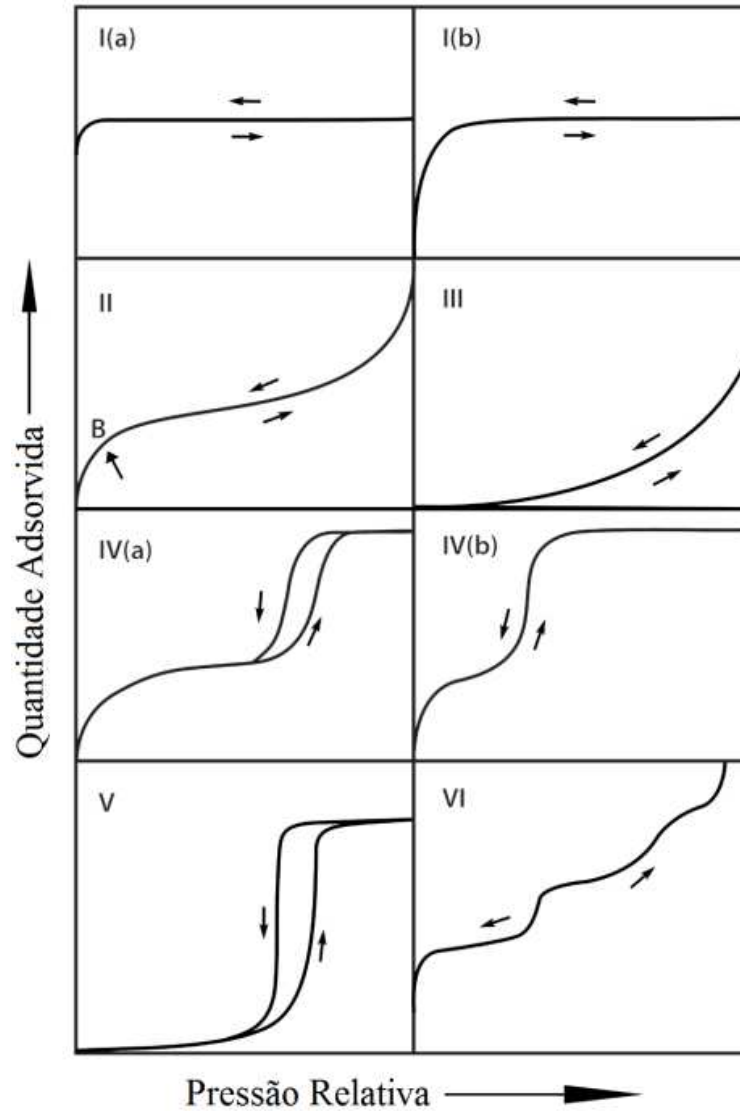 I(a)
I(b)
II
III
B
IV(a)
IV(b)
V
VI
Quantidade Adsorvida
Pressão Relativa